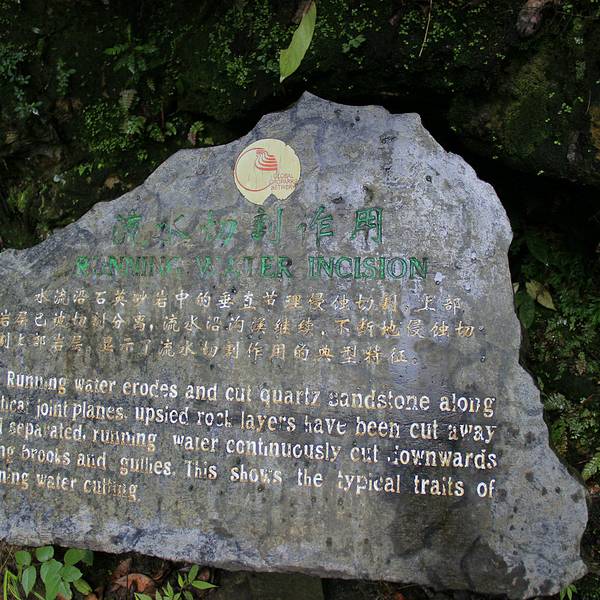 GLOBAL
GEOPARKS
NETWORK
流水切割作用
RUNNING WATER INCISION
水流沿石英砂岩中的垂直节理侵蚀切割。上部
岩层已被切割分离，流水沿沟溪继续，不断地侵蚀切
割上部岩层，显示了流水切割作用的典型特征。
Running water erodes and cut quartz sandstone along
tical joint planes. upsied rock layers have been cut away
d separated. running water continuously cut downwards
ng brooks and gullies. This shows the typical traits of
ning water cutting.